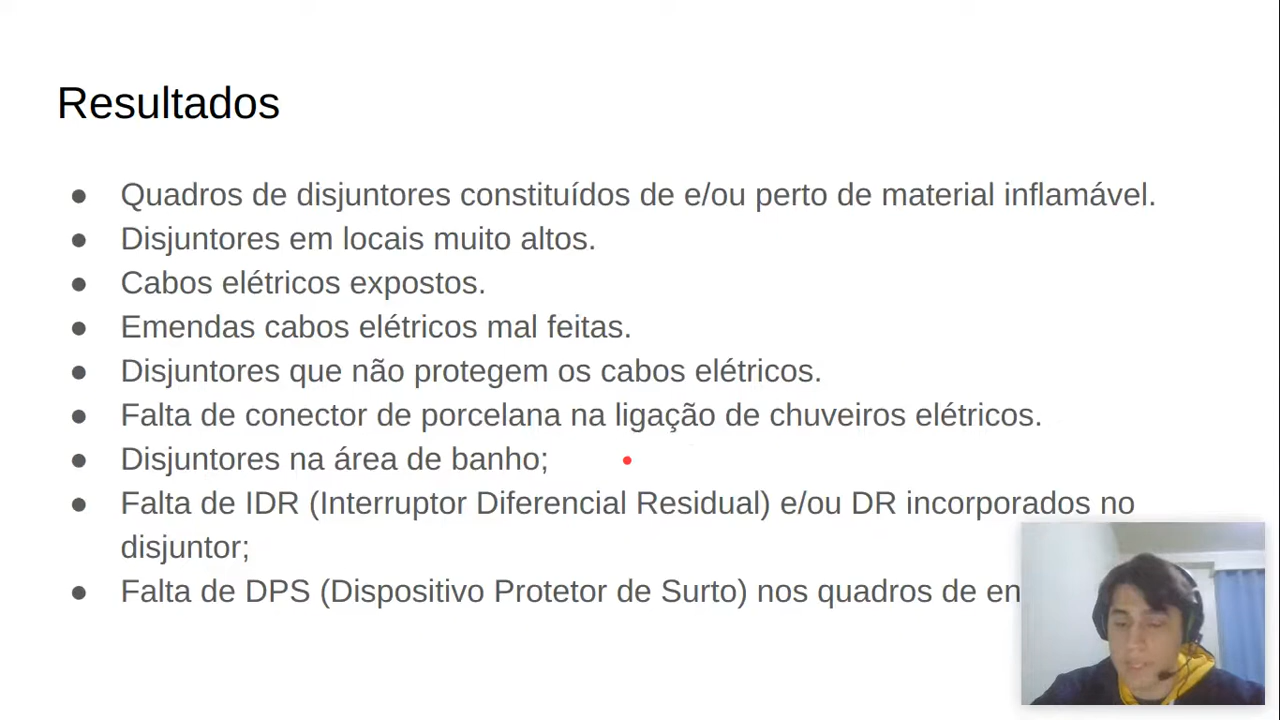 Resultados
● Quadros de disjuntores constituídos de e/ou perto de material inflamável.
● Disjuntores em locais muito altos.
● Cabos elétricos expostos.
● Emendas cabos elétricos mal feitas.
● Disjuntores que não protegem os cabos elétricos.
● Falta de conector de porcelana na ligação de chuveiros elétricos.
● Disjuntores na área de banho;
● Falta de IDR (Interruptor Diferencial Residual) e/ou DR incorporados no
disjuntor;
● Falta de DPS (Dispositivo Protetor de Surto) nos quadros de